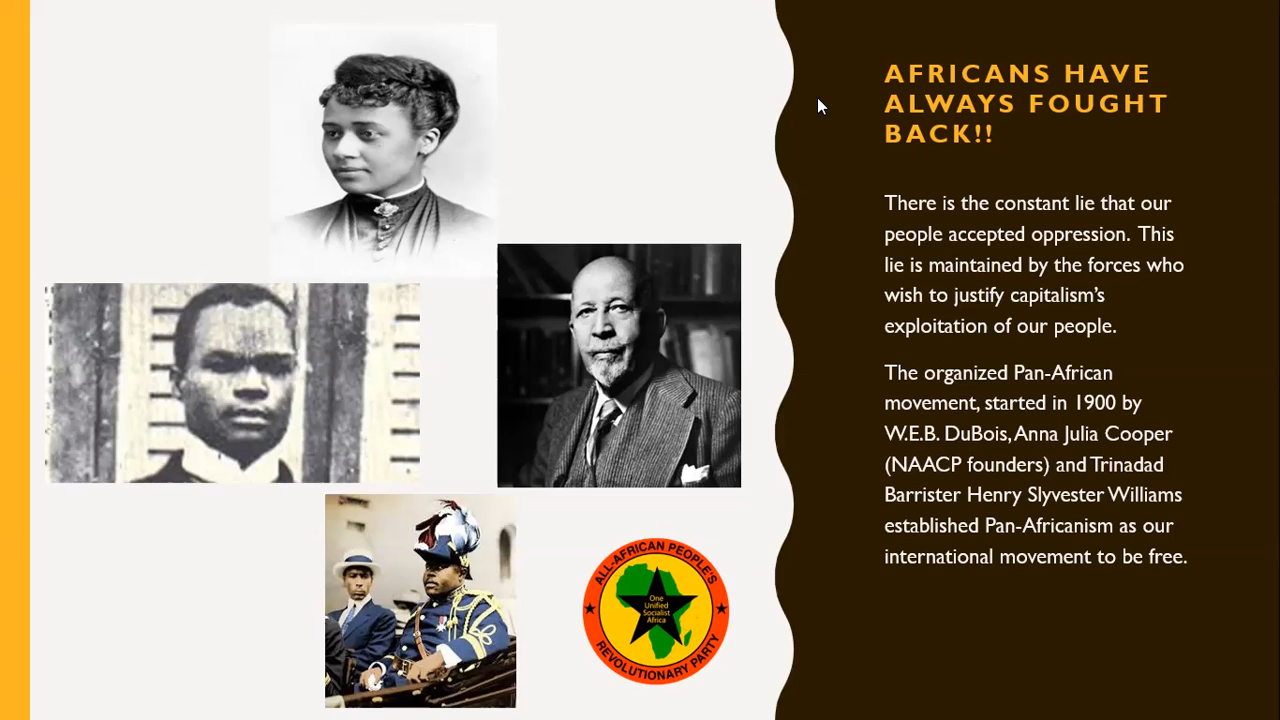 AFRICANS HAVE
ALWAYS FOUGHT
BACK!!
There is the constant lie that our
people accepted oppression. This
lie is maintained by the forces who
wish to justify capitalism's
exploitation of our people.
The organized Pan-African
movement, started in 1900 by
W.E.B. DuBois, Anna Julia Cooper
(NAACP founders) and Trinadad
Barrister Henry Slyvester Williams
established Pan-Africanism as our
international movement to be free.
ALL-AFRICAN PEOPLE'S
One
Unified
Socialist
Africa
REVOLUTIONARY PARTY